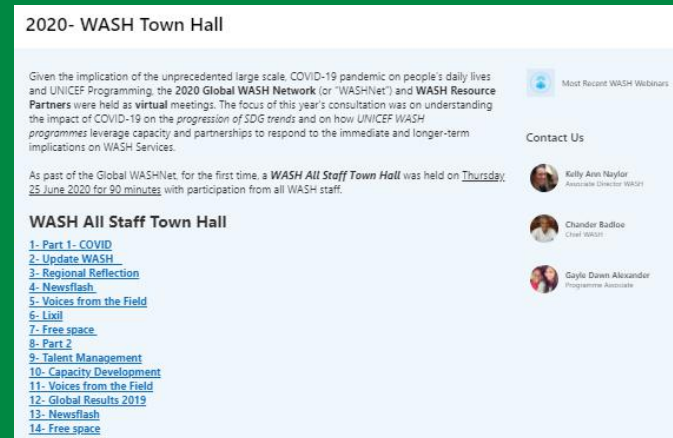 2020- WASH Town Hall
Given the implication of the unprecedented large scale, COVID-19 pandemic on people's daily lives
and UNICEF Programming, the 2020 Global WASH Network (or "WASHNet") and WASH Resource
Partners were held as virtual meetings. The focus of this year's consultation was on understanding
the impact of COVID-19 on the progression of SDG trends and on how UNICEF WASH
programmes leverage capacity and partnerships to respond to the immediate and longer-term
implications on WASH Services.
As part of the Global WASHNet, for the first time, a WASH All Staff Town Hall was held on Thursday
25 June 2020 for 90 minutes with participation from all WASH staff.
WASH All Staff Town Hall
1- Part 1- COVID
2- Update WASH
3- Regional Reflection
4- Newsflash
5- Voices from the Field
6- Lixil
7- Free space
8- Part 2
9- Talent Management
10- Capacity Development
11- Voices from the Field
12- Global Results 2019
13- Newsflash
14- Free space
Most Recent WASH Webinars
Contact Us
Kelly Ann Naylor
Associate Director WASH
Chander Badloe
Chief WASH
Gayle Dawn Alexander
Programme Associate